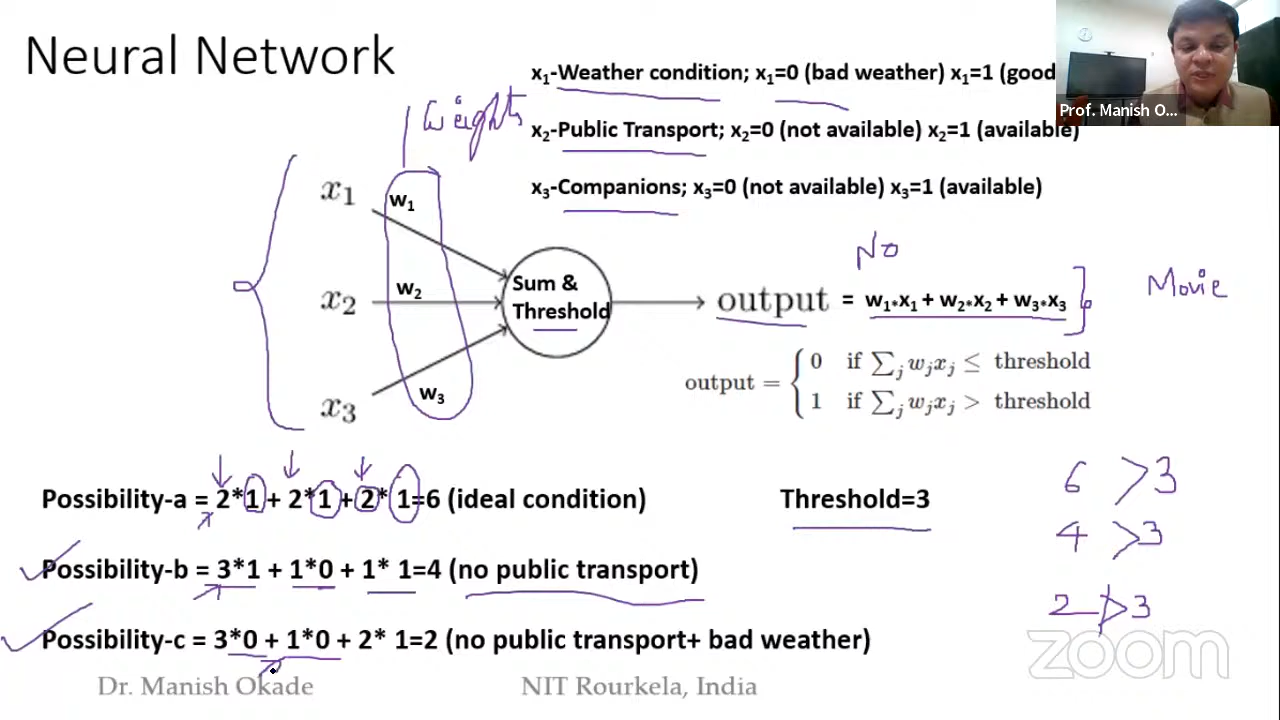 Neural Network
x₁-Weather condition; x₁=0 (bad weather) x₁=1 (good
Prof. Manish O...
Weights
x₂-Public Transport; x₂=0 (not available) x₂=1 (available)
x₃-Companions; x₃=0 (not available) x₃=1 (available)
x₁
w₁
No
x₂
w₂
Sum &
Threshold
output = w₁*x₁ + w₂*x₂ + w₃*x₃
Movie
x₃
w₃
output = { 0 if ∑ⱼ wⱼxⱼ ≤ threshold
1 if ∑ⱼ wⱼxⱼ > threshold
Possibility-a = 2*1 + 2*1 + 2* 1=6 (ideal condition)
Threshold=3
6 >3
4 >3
Possibility-b = 3*1 + 1*0 + 1* 1=4 (no public transport)
2 ≯3
Possibility-c = 3*0 + 1*0 + 2* 1=2 (no public transport+ bad weather)
zoom
Dr. Manish Okade
NIT Rourkela, India